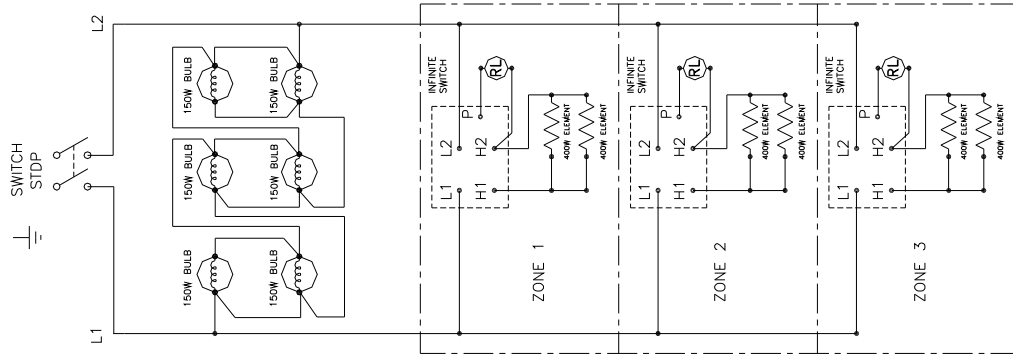 SWITCH
STDP
L1
L2
150W BULB
150W BULB
150W BULB
150W BULB
150W BULB
150W BULB
INFINITE
SWITCH
L1
L2
P
H1
H2
RL
400W ELEMENT
400W ELEMENT
ZONE 1
INFINITE
SWITCH
L1
L2
P
H1
H2
RL
400W ELEMENT
400W ELEMENT
ZONE 2
INFINITE
SWITCH
L1
L2
P
H1
H2
RL
400W ELEMENT
400W ELEMENT
ZONE 3